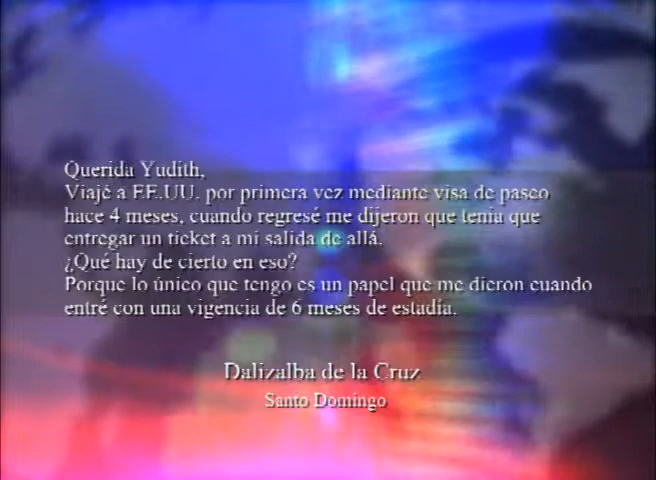 Querida Yudith,
Viajé a EE.UU. por primera vez mediante visa de paseo
hace 4 meses, cuando regresé me dijeron que tenía que
entregar un ticket a mi salida de allá.
¿Qué hay de cierto en eso?
Porque lo único que tengo es un papel que me dieron cuando
entré con una vigencia de 6 meses de estadía.
Dalizalba de la Cruz
Santo Domingo